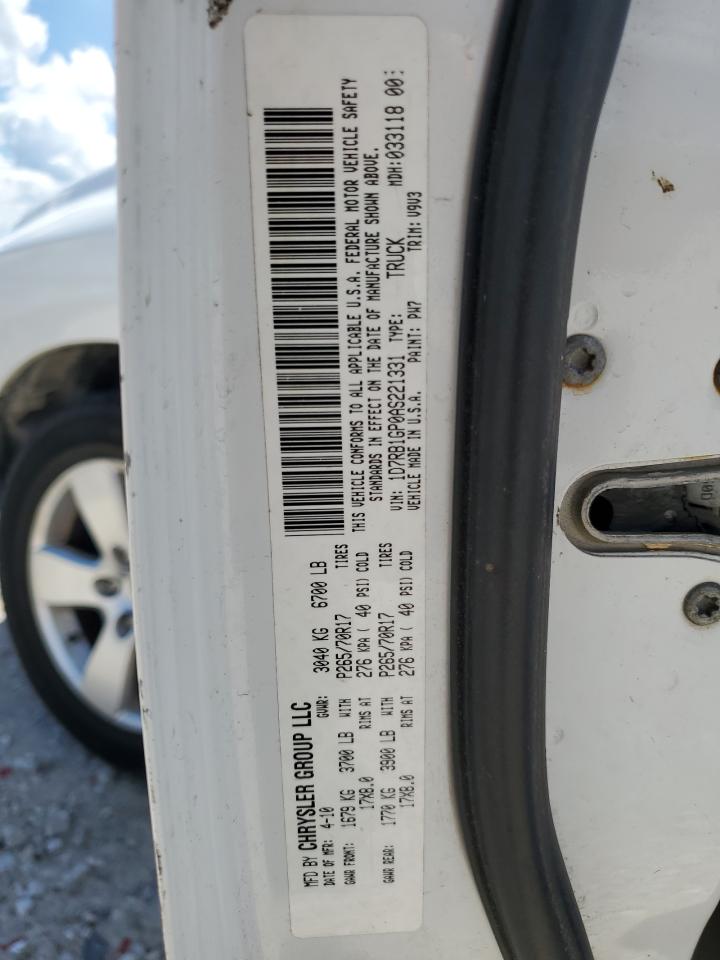 MFD BY CHRYSLER GROUP LLC
DATE OF MFR: 4-10 GVWR: 3040 KG 6700 LB
GAWR FRONT: 1679 KG 3700 LB WITH P265/70R17 TIRES
17X8.0 RIMS AT 276 KPA ( 40 PSI) COLD
GAWR REAR: 1770 KG 3900 LB WITH P265/70R17 TIRES
17X8.0 RIMS AT 276 KPA ( 40 PSI) COLD
THIS VEHICLE CONFORMS TO ALL APPLICABLE U.S.A. FEDERAL MOTOR VEHICLE SAFETY
STANDARDS IN EFFECT ON THE DATE OF MANUFACTURE SHOWN ABOVE.
VIN: 1D7RB1GP0AS221331 TYPE: TRUCK MDH: 033118 00
VEHICLE MADE IN U.S.A. PAINT: PW7 TRIM: V9V3